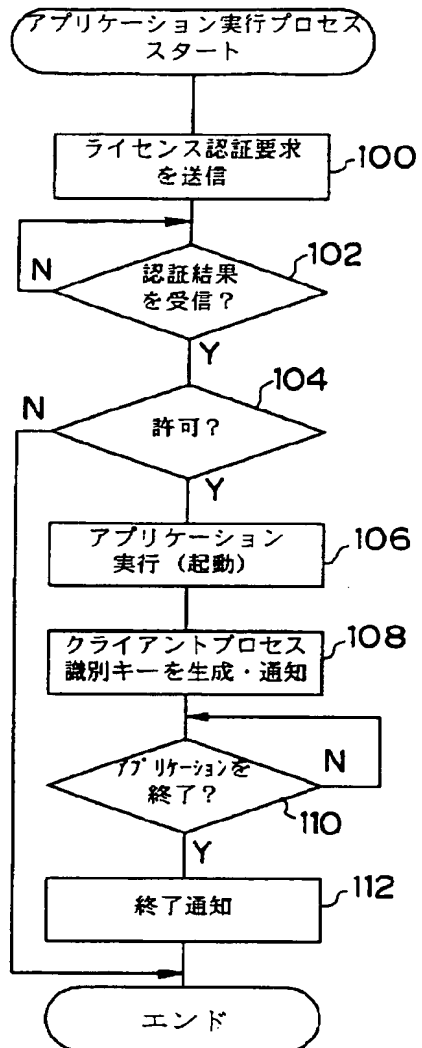 アプリケーション実行プロセス
スタート
ライセンス認証要求
を送信
100
認証結果
を受信？
102
N
Y
許可？
104
N
Y
アプリケーション
実行（起動）
106
クライアントプロセス
識別キーを生成・通知
108
アプリケーションを
終了？
N
110
Y
終了通知
112
エンド